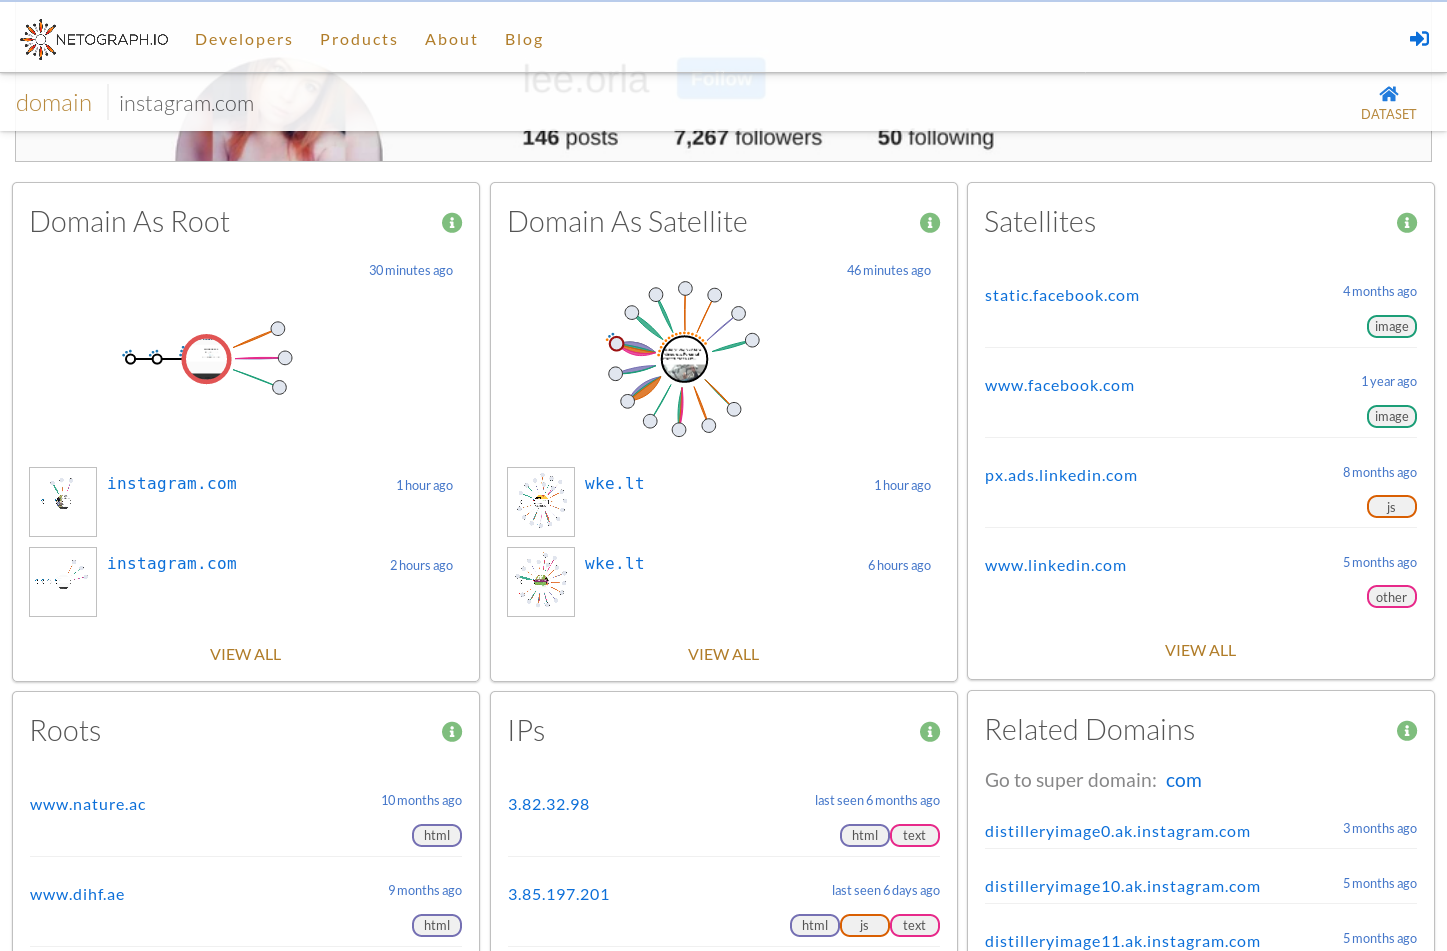 NETOGRAPH.IO Developers Products About Blog
lee.orla Follow
domain instagram.com DATASET
146 posts 7,267 followers 50 following
Domain As Root
30 minutes ago
instagram.com 1 hour ago
instagram.com 2 hours ago
VIEW ALL
Domain As Satellite
46 minutes ago
wke.lt 1 hour ago
wke.lt 6 hours ago
VIEW ALL
Satellites
static.facebook.com 4 months ago
image
www.facebook.com 1 year ago
image
px.ads.linkedin.com 8 months ago
js
www.linkedin.com 5 months ago
other
VIEW ALL
Roots
www.nature.ac 10 months ago
html
www.dihf.ae 9 months ago
html
IPs
3.82.32.98 last seen 6 months ago
html text
3.85.197.201 last seen 6 days ago
html js text
Related Domains
Go to super domain: com
distilleryimage0.ak.instagram.com 3 months ago
distilleryimage10.ak.instagram.com 5 months ago
distilleryimage11.ak.instagram.com 5 months ago